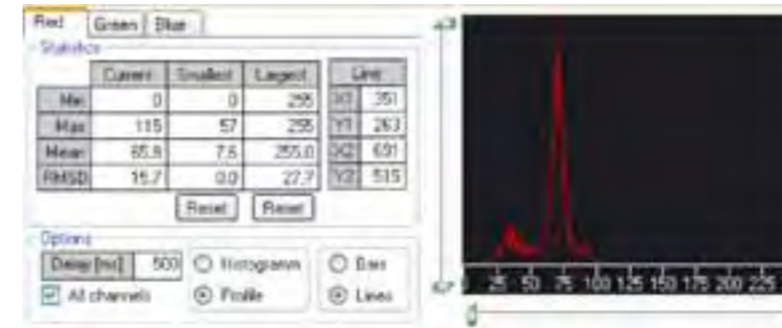 Red Green Blue
Statistics
Current Smallest Largest Line
Min 0 0 255 X1 351
Max 115 57 255 Y1 263
Mean 65.8 7.6 255.0 X2 691
RMSD 15.7 0.0 27.7 Y2 515
Reset Reset
Options
Delay [ms] 500 Histogramm Bars
All channels Profile Lines
25 50 75 100 125 150 175 200 225